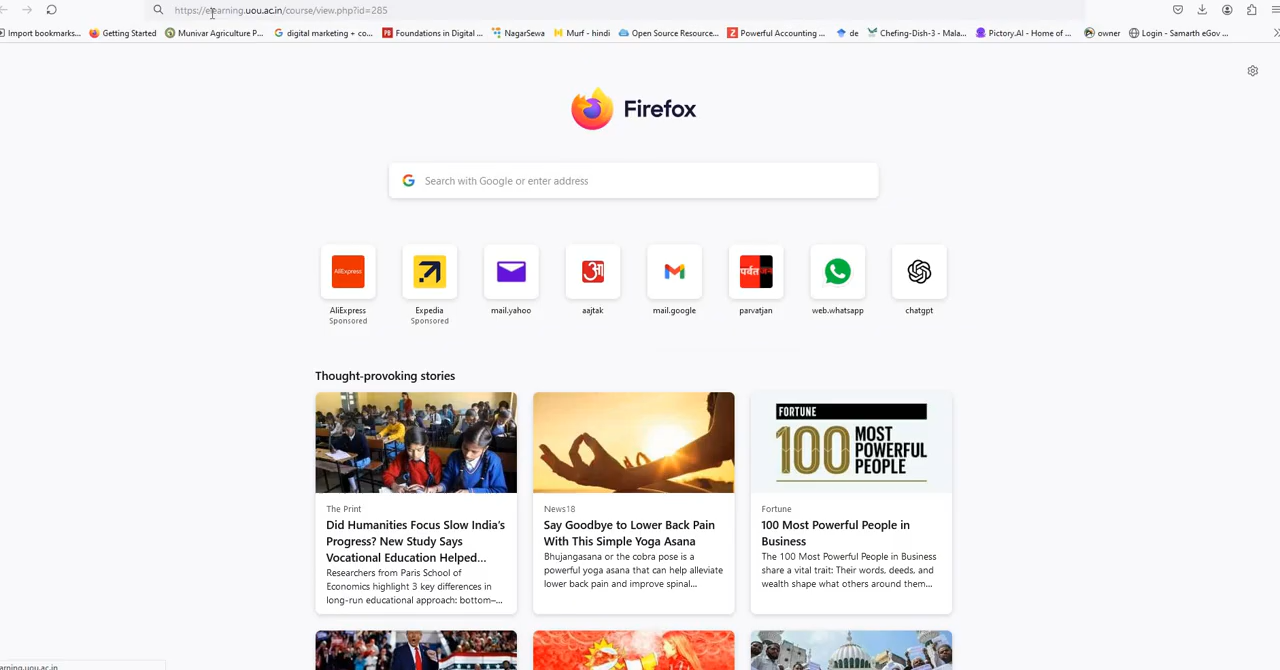 https://elearning.uou.ac.in/course/view.php?id=285
Import bookmarks... Getting Started Munivar Agriculture P... digital marketing + co... Foundations in Digital ... NagarSewa Murf - hindi Open Source Resource... Powerful Accounting ... de Chefing-Dish-3 - Mala... Pictory.AI - Home of ... owner Login - Samarth eGov ...
Firefox
Search with Google or enter address
AliExpress
आ
पर्वत जन
AliExpress Expedia mail.yahoo aajtak mail.google parvatjan web.whatsapp chatgpt
Sponsored Sponsored
Thought-provoking stories
FORTUNE
100 MOST
POWERFUL
PEOPLE
The Print
Did Humanities Focus Slow India's
Progress? New Study Says
Vocational Education Helped...
Researchers from Paris School of
Economics highlight 3 key differences in
long-run educational approach: bottom-...
News18
Say Goodbye to Lower Back Pain
With This Simple Yoga Asana
Bhujangasana or the cobra pose is a
powerful yoga asana that can help alleviate
lower back pain and improve spinal...
Fortune
100 Most Powerful People in
Business
The 100 Most Powerful People in Business
share a vital trait: Their words, deeds, and
wealth shape what others around them...
arning.uou.ac.in